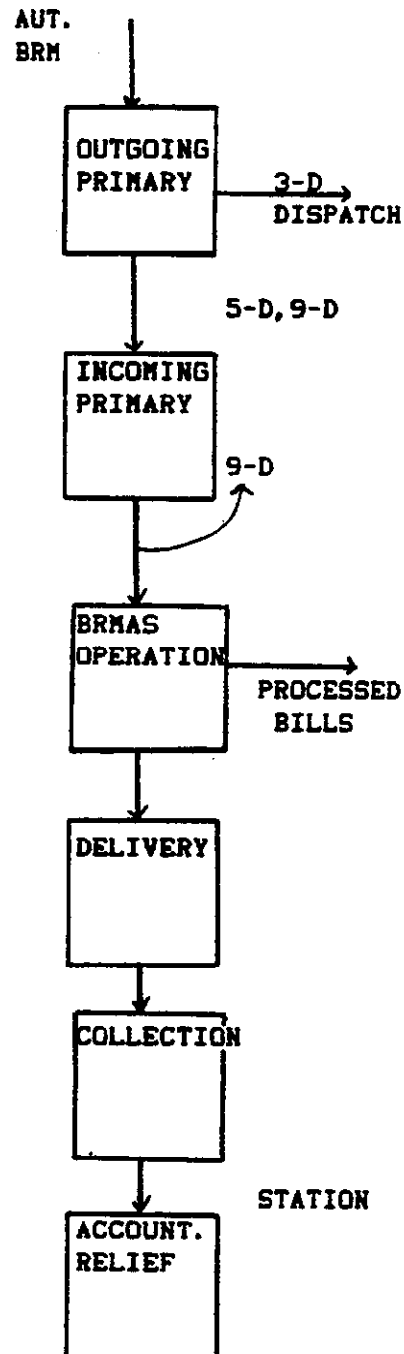 AUT.
BRM
OUTGOING
PRIMARY
3-D
DISPATCH
5-D, 9-D
INCOMING
PRIMARY
9-D
BRMAS
OPERATION
PROCESSED
BILLS
DELIVERY
COLLECTION
STATION
ACCOUNT.
RELIEF